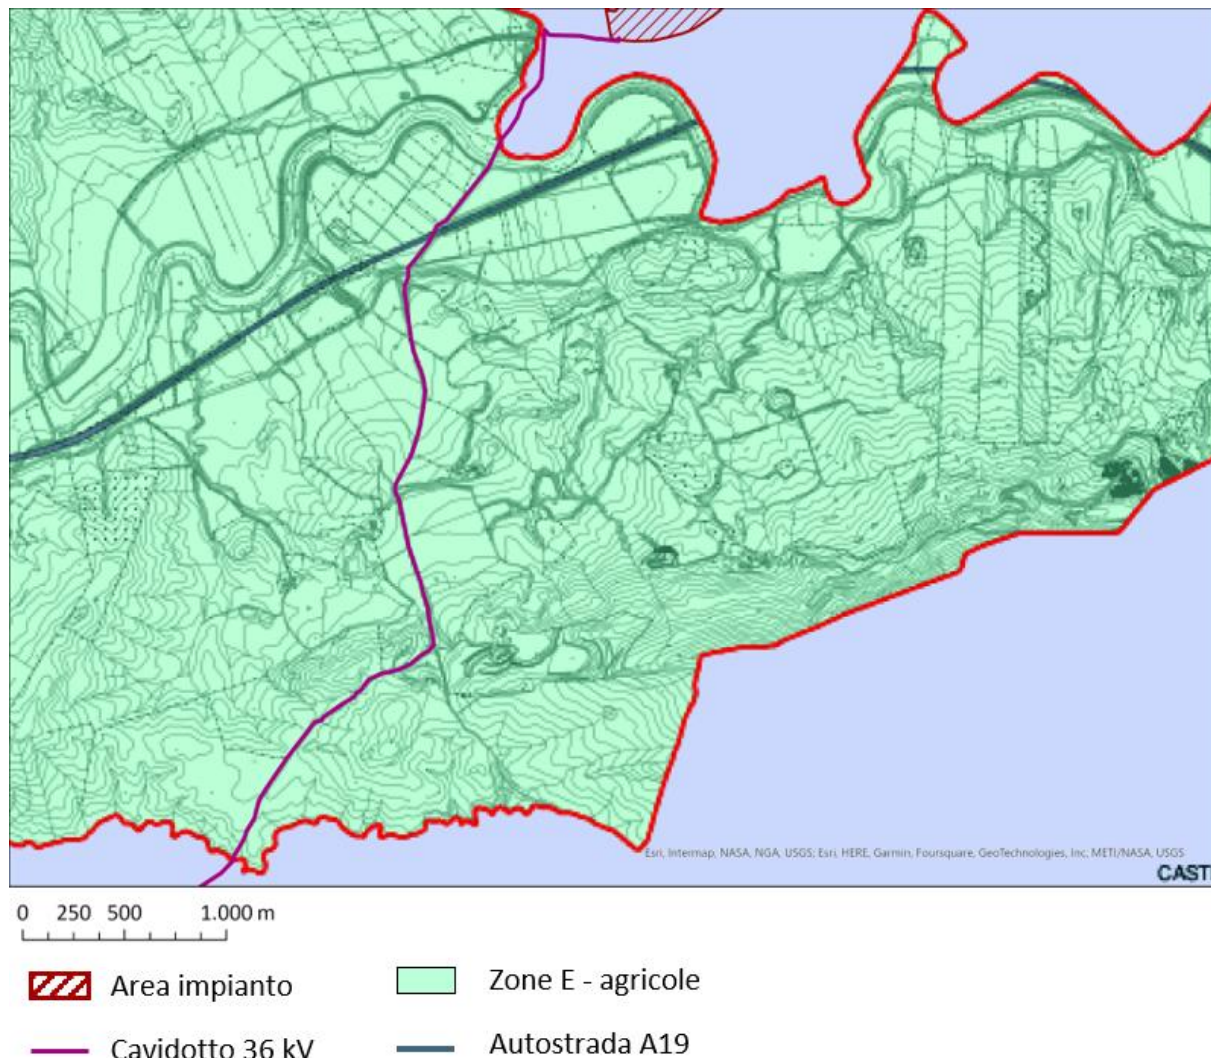 Esri, Intermap, NASA, NGA, USGS; Esri, HERE, Garmin, Foursquare, GeoTechnologies, Inc, METI/NASA, USGS
CAST
0 250 500 1.000 m
Area impianto
Zone E - agricole
Cavidotto 36 kV
Autostrada A19